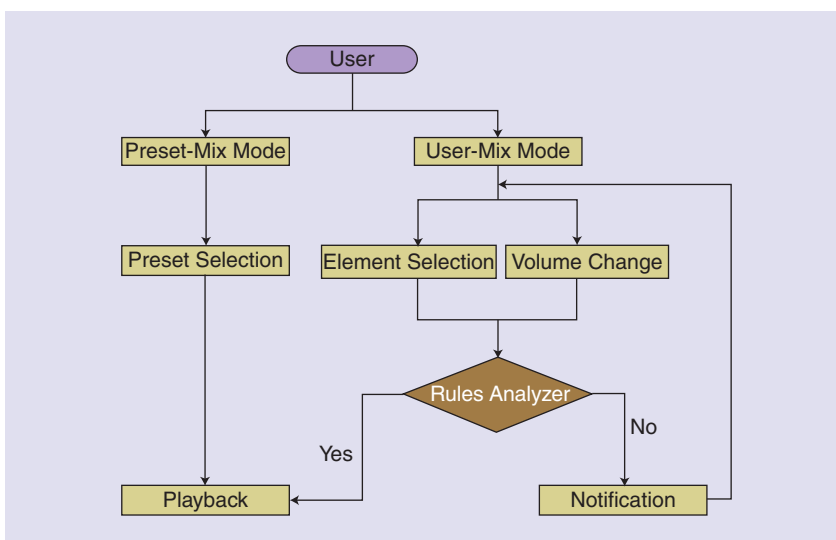 User
Preset-Mix Mode
User-Mix Mode
Preset Selection
Element Selection
Volume Change
Rules Analyzer
Yes
No
Playback
Notification